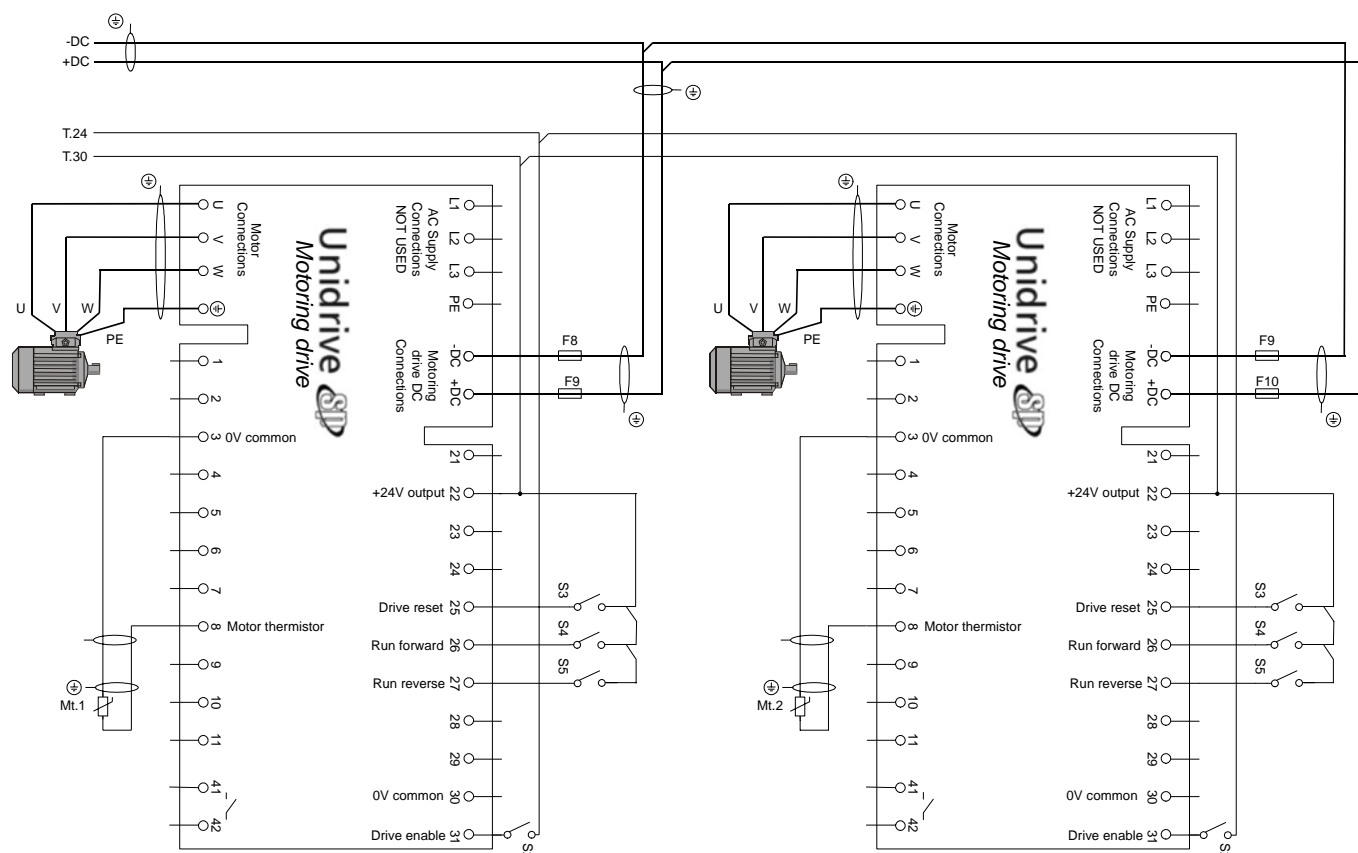 -DC
+DC
T.24
T.30
U
V
W
Motor
Connections
L1
L2
L3
PE
AC Supply
Connections
NOT USED
Unidrive SP
Motoring drive
U
V
W
PE
-DC
+DC
Motoring
drive DC
Connections
F8
F9
1
2
3
0V common
4
5
6
7
8
Motor thermistor
9
10
11
41
42
Mt.1
21
+24V output
22
23
24
Drive reset
25
Run forward
26
Run reverse
27
28
29
0V common
30
Drive enable
31
S3
S4
S5
U
V
W
Motor
Connections
L1
L2
L3
PE
AC Supply
Connections
NOT USED
Unidrive SP
Motoring drive
U
V
W
PE
-DC
+DC
Motoring
drive DC
Connections
F9
F10
1
2
3
0V common
4
5
6
7
8
Motor thermistor
9
10
11
41
42
Mt.2
21
+24V output
22
23
24
Drive reset
25
Run forward
26
Run reverse
27
28
29
0V common
30
Drive enable
31
S3
S4
S5